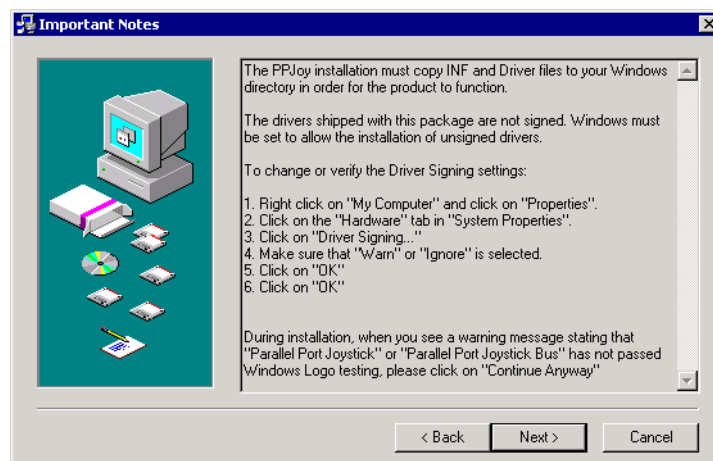 Important Notes
The PPJoy installation must copy INF and Driver files to your Windows
directory in order for the product to function.
The drivers shipped with this package are not signed. Windows must
be set to allow the installation of unsigned drivers.
To change or verify the Driver Signing settings:
1. Right click on "My Computer" and click on "Properties".
2. Click on the "Hardware" tab in "System Properties".
3. Click on "Driver Signing..."
4. Make sure that "Warn" or "Ignore" is selected.
5. Click on "OK"
6. Click on "OK"
During installation, when you see a warning message stating that
"Parallel Port Joystick" or "Parallel Port Joystick Bus" has not passed
Windows Logo testing, please click on "Continue Anyway"
< Back
Next >
Cancel